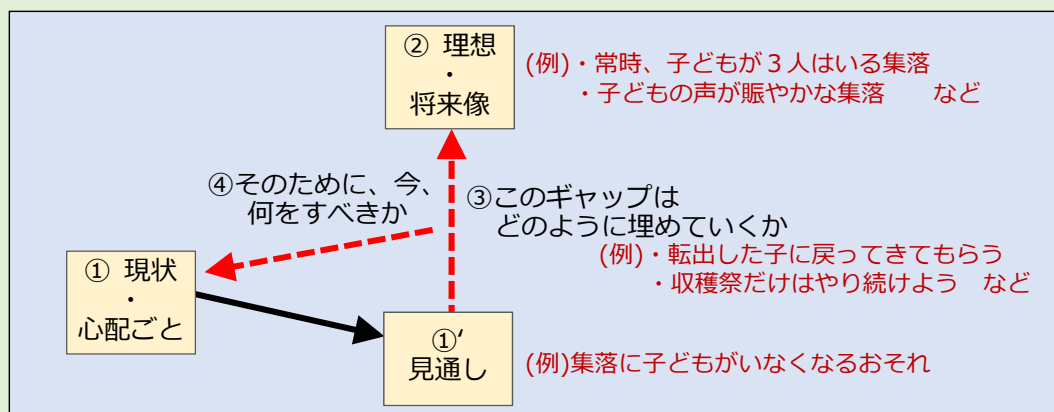 ② 理想
・
将来像
(例)・常時、子どもが３人はいる集落
・子どもの声が賑やかな集落　など
④そのために、今、
何をすべきか
③このギャップは
どのように埋めていくか
(例)・転出した子に戻ってきてもらう
・収穫祭だけはやり続けよう　など
① 現状
・
心配ごと
①‘
見通し
(例)集落に子どもがいなくなるおそれ